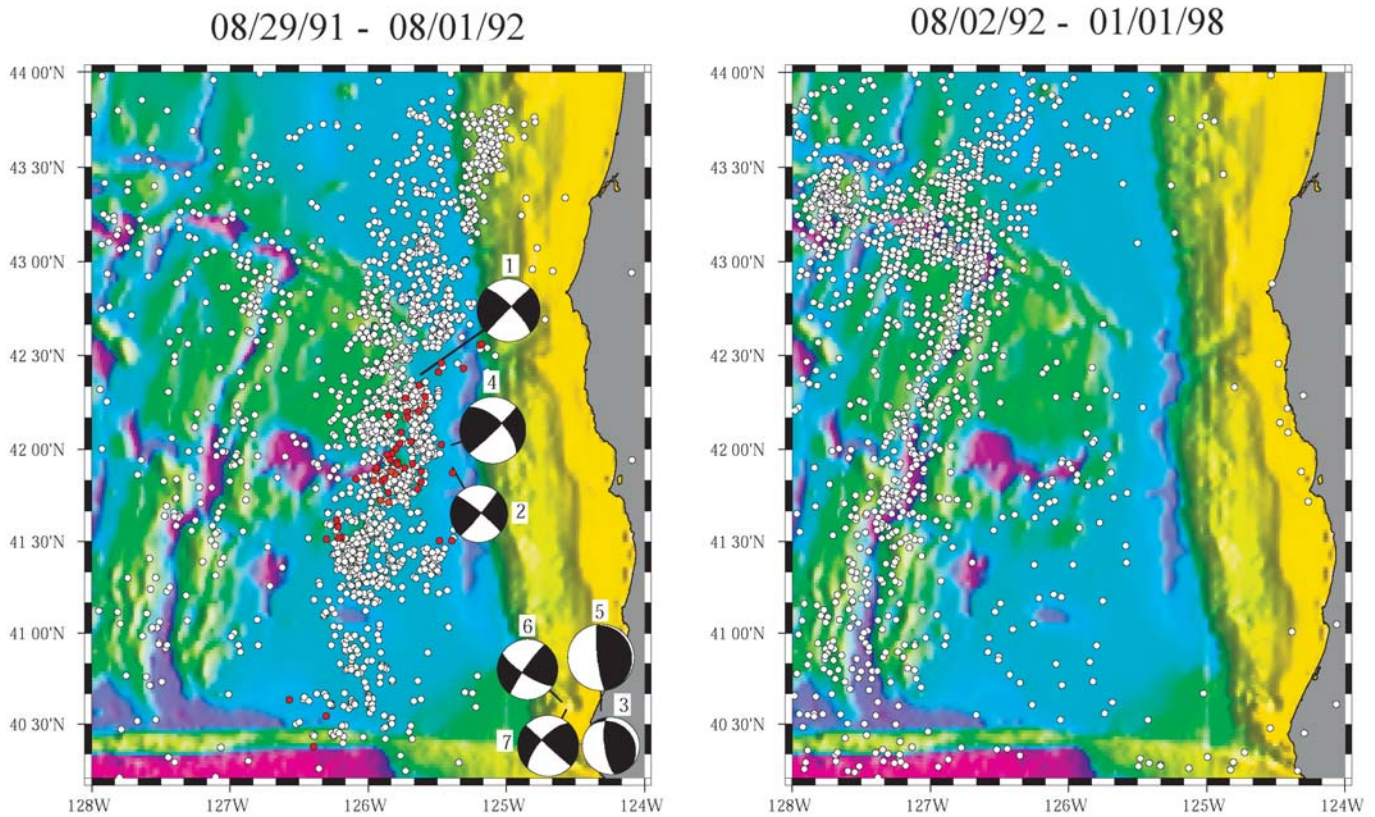 08/29/91 - 08/01/92
08/02/92 - 01/01/98
44 00'N
43 30'N
43 00'N
42 30'N
42 00'N
41 30'N
41 00'N
40 30'N
128W
127W
126W
125W
124W
1
4
2
5
6
3
7
44 00'N
43 30'N
43 00'N
42 30'N
42 00'N
41 30'N
41 00'N
40 30'N
128W
127W
126W
125W
124W